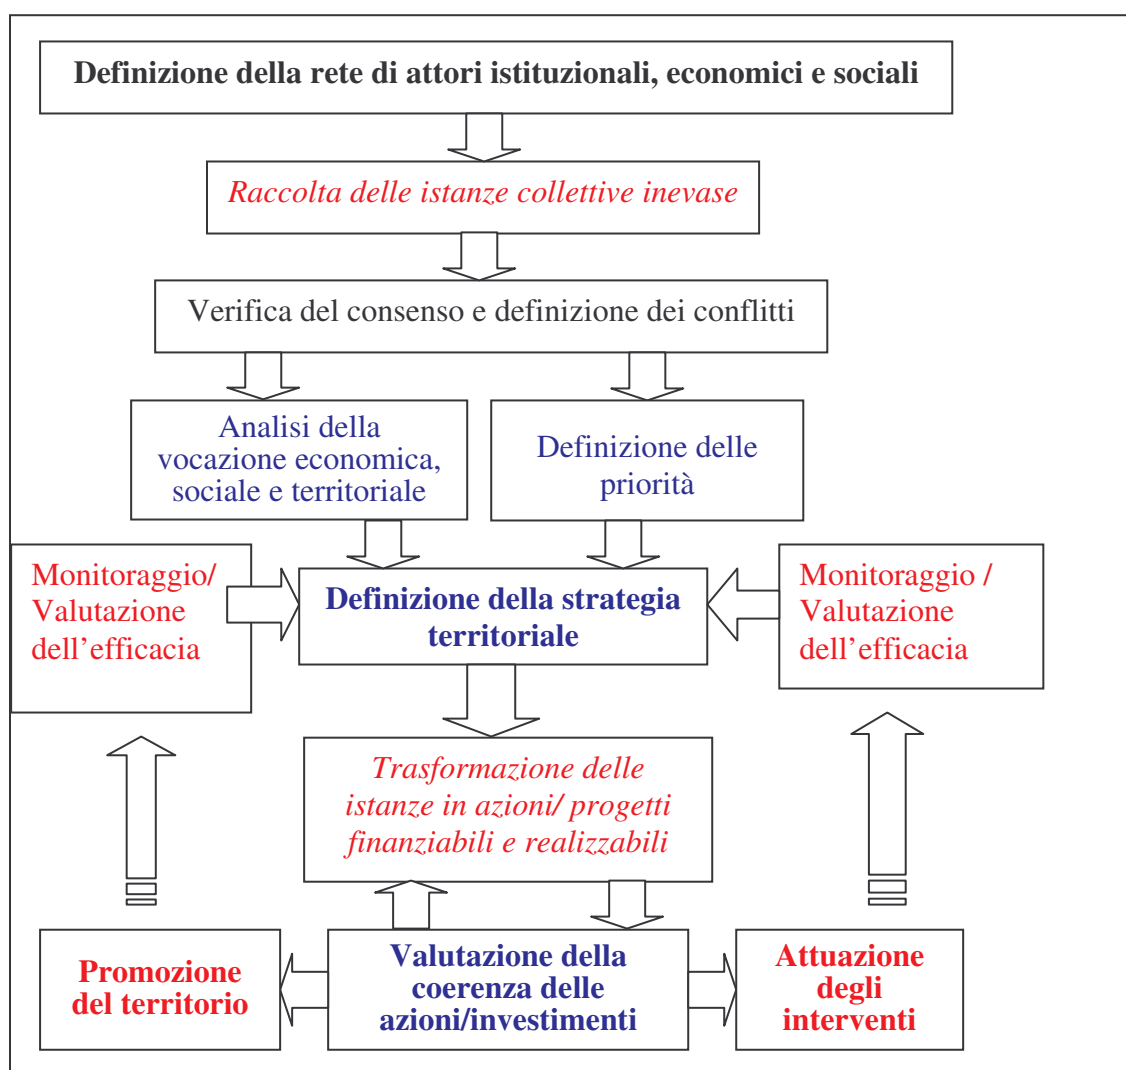 Definizione della rete di attori istituzionali, economici e sociali
Raccolta delle istanze collettive inevase
Verifica del consenso e definizione dei conflitti
Analisi della
vocazione economica,
sociale e territoriale
Definizione delle
priorità
Monitoraggio/
Valutazione
dell’efficacia
Definizione della strategia
territoriale
Monitoraggio /
Valutazione
dell’efficacia
Trasformazione delle
istanze in azioni/ progetti
finanziabili e realizzabili
Promozione
del territorio
Valutazione della
coerenza delle
azioni/investimenti
Attuazione
degli
interventi